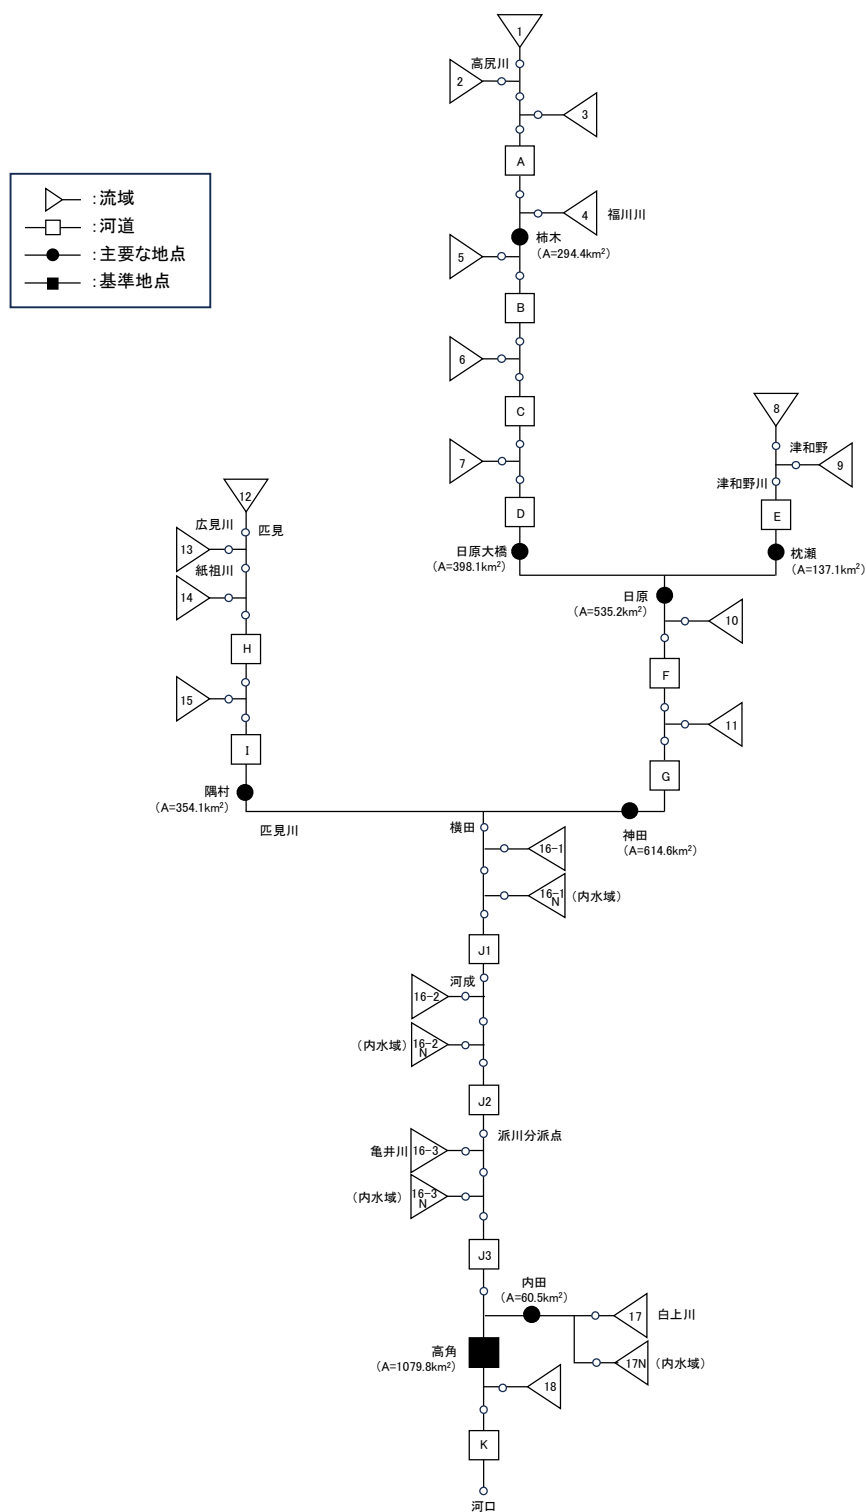 1
高尻川
2
3
:流域
:河道
:主要な地点
:基準地点
A
4
福川川
柿木
(A=294.4km²)
5
B
6
C
7
D
日原大橋
(A=398.1km²)
8
津和野
9
津和野川
E
枕瀬
(A=137.1km²)
12
広見川
匹見
13
紙祖川
14
H
15
I
隅村
(A=354.1km²)
匹見川
日原
(A=535.2km²)
10
F
11
G
神田
(A=614.6km²)
横田
16-1
16-1
N
(内水域)
J1
河成
16-2
(内水域)
16-2
N
J2
派川分派点
亀井川
16-3
(内水域)
16-3
N
J3
内田
(A=60.5km²)
17
白上川
17N
(内水域)
高角
(A=1079.8km²)
18
K
河口